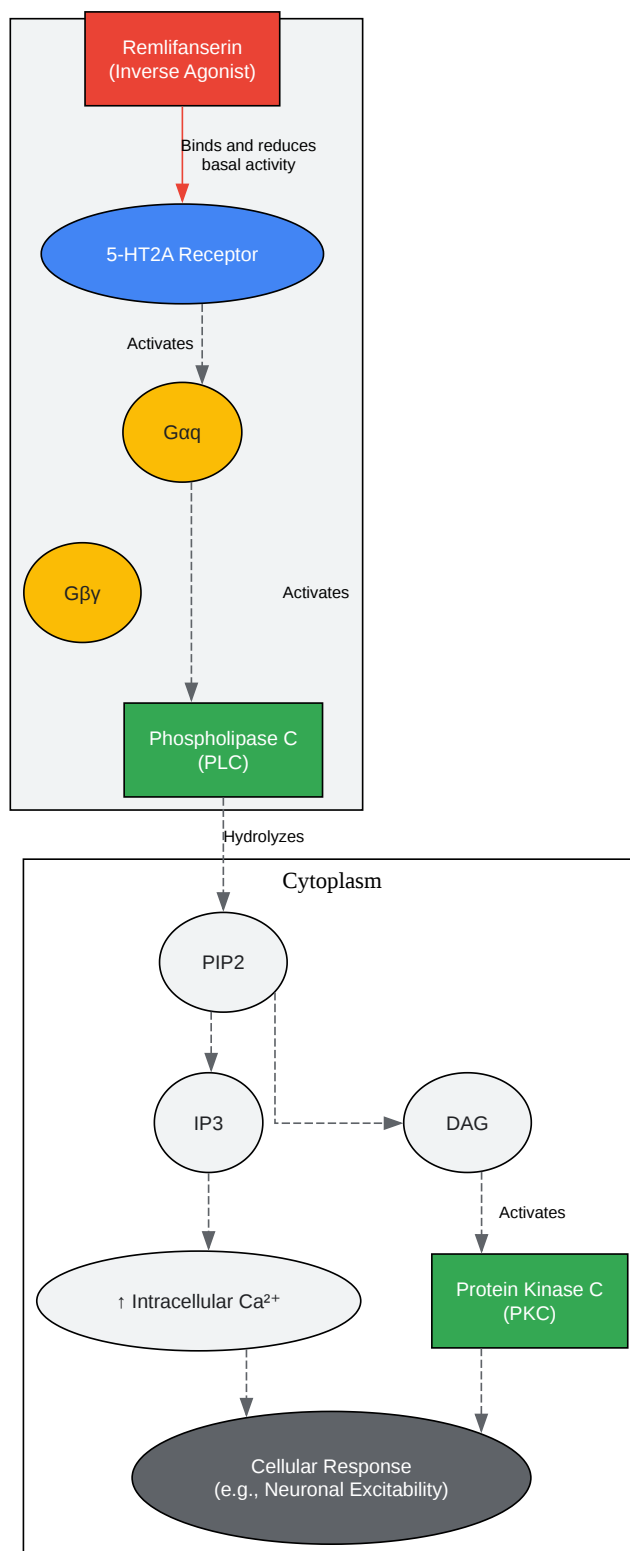 Remlifanserin
(Inverse Agonist)
Binds and reduces
basal activity
5-HT2A Receptor
Activates
Gαq
Gβγ
Activates
Phospholipase C
(PLC)
Hydrolyzes
Cytoplasm
PIP2
IP3
DAG
Activates
↑ Intracellular Ca²⁺
Protein Kinase C
(PKC)
Cellular Response
(e.g., Neuronal Excitability)